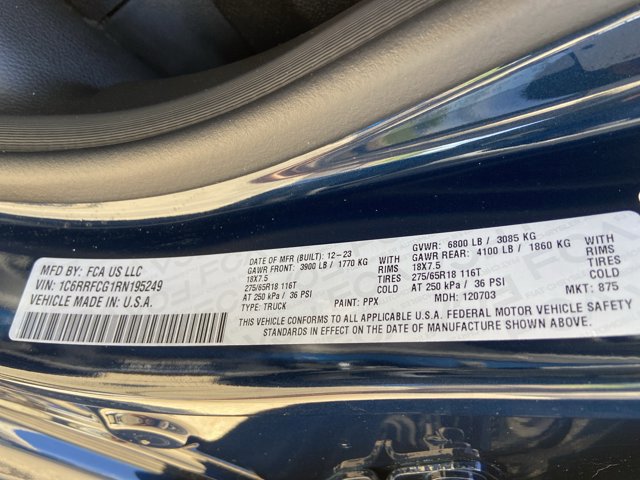 MFD BY: FCA US LLC
VIN: 1C6RRFCG1RN195249
VEHICLE MADE IN: U.S.A.
DATE OF MFR (BUILT): 12-23 GVWR: 6800 LB / 3085 KG
GAWR FRONT: 3900 LB / 1770 KG WITH GAWR REAR: 4100 LB / 1860 KG WITH
18X7.5 RIMS 18X7.5 RIMS
275/65R18 116T TIRES 275/65R18 116T TIRES
AT 250 kPa / 36 PSI RNU AT 250 kPa / 36 PSI
TYPE: TRUCK PAINT: PPX MDH: 120703 MKT: 875
THIS VEHICLE CONFORMS TO ALL APPLICABLE U.S.A. FEDERAL MOTOR VEHICLE SAFETY
STANDARDS IN EFFECT ON THE DATE OF MANUFACTURE SHOWN ABOVE.